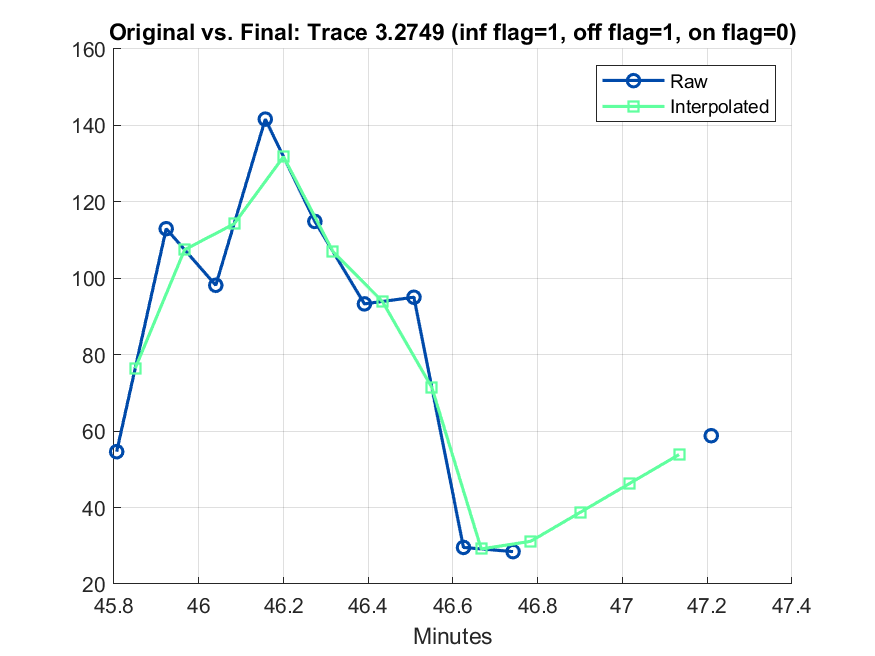 Original vs. Final: Trace 3.2749 (inf flag=1, off flag=1, on flag=0)
160
140
120
100
80
60
40
20
Raw
Interpolated
45.8 46 46.2 46.4 46.6 46.8 47 47.2 47.4
Minutes